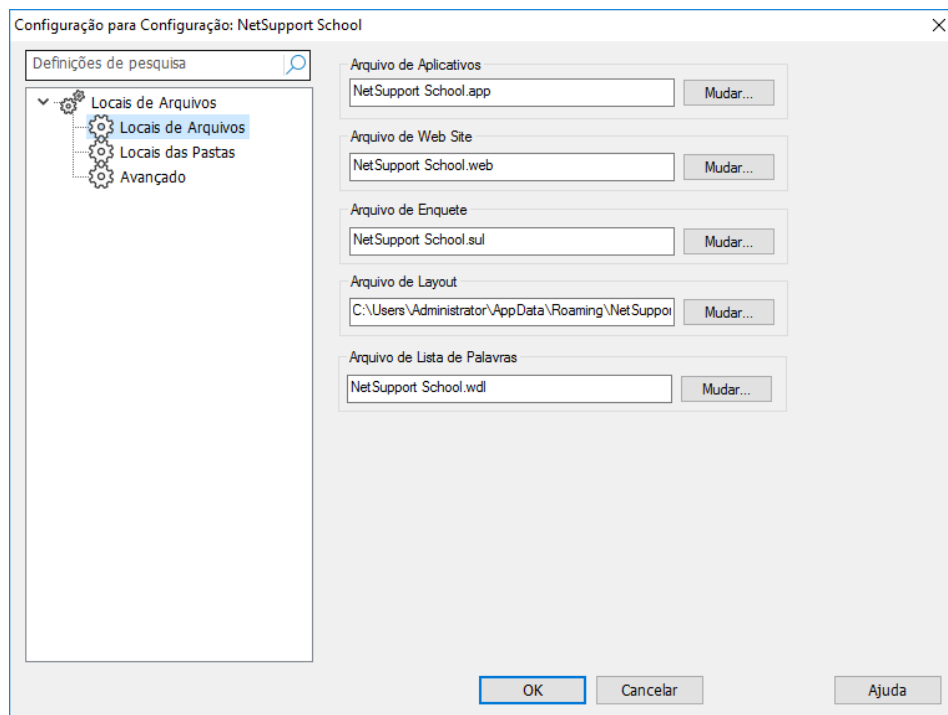 Configuração para Configuração: NetSupport School
Definições de pesquisa
Locais de Arquivos
Locais de Arquivos
Locais das Pastas
Avançado
Arquivo de Aplicativos
NetSupport School.app
Mudar...
Arquivo de Web Site
NetSupport School.web
Mudar...
Arquivo de Enquete
NetSupport School.sul
Mudar...
Arquivo de Layout
C:\Users\Administrator\AppData\Roaming\NetSuppor
Mudar...
Arquivo de Lista de Palavras
NetSupport School.wdl
Mudar...
OK
Cancelar
Ajuda